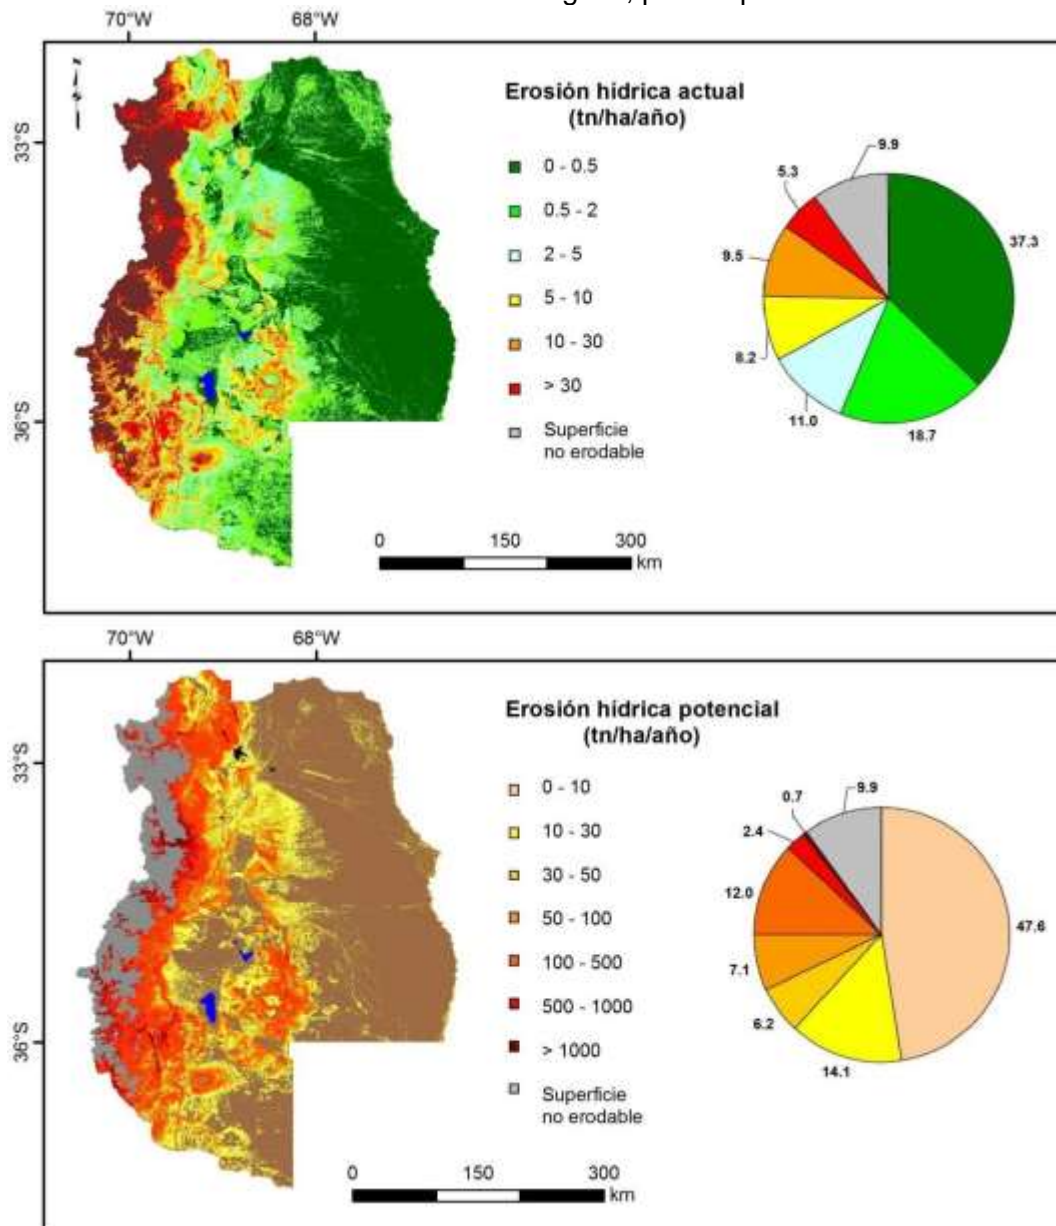 70°W 68°W
33°S
36°S
Erosión hídrica actual
(tn/ha/año)
0 - 0.5
0.5 - 2
2 - 5
5 - 10
10 - 30
> 30
Superficie
no erodable
9.9
5.3
9.5
8.2
11.0
18.7
37.3
0 150 300
km
70°W 68°W
33°S
36°S
Erosión hídrica potencial
(tn/ha/año)
0 - 10
10 - 30
30 - 50
50 - 100
100 - 500
500 - 1000
> 1000
Superficie
no erodable
9.9
0.7
2.4
12.0
7.1
6.2
14.1
47.6
0 150 300
km